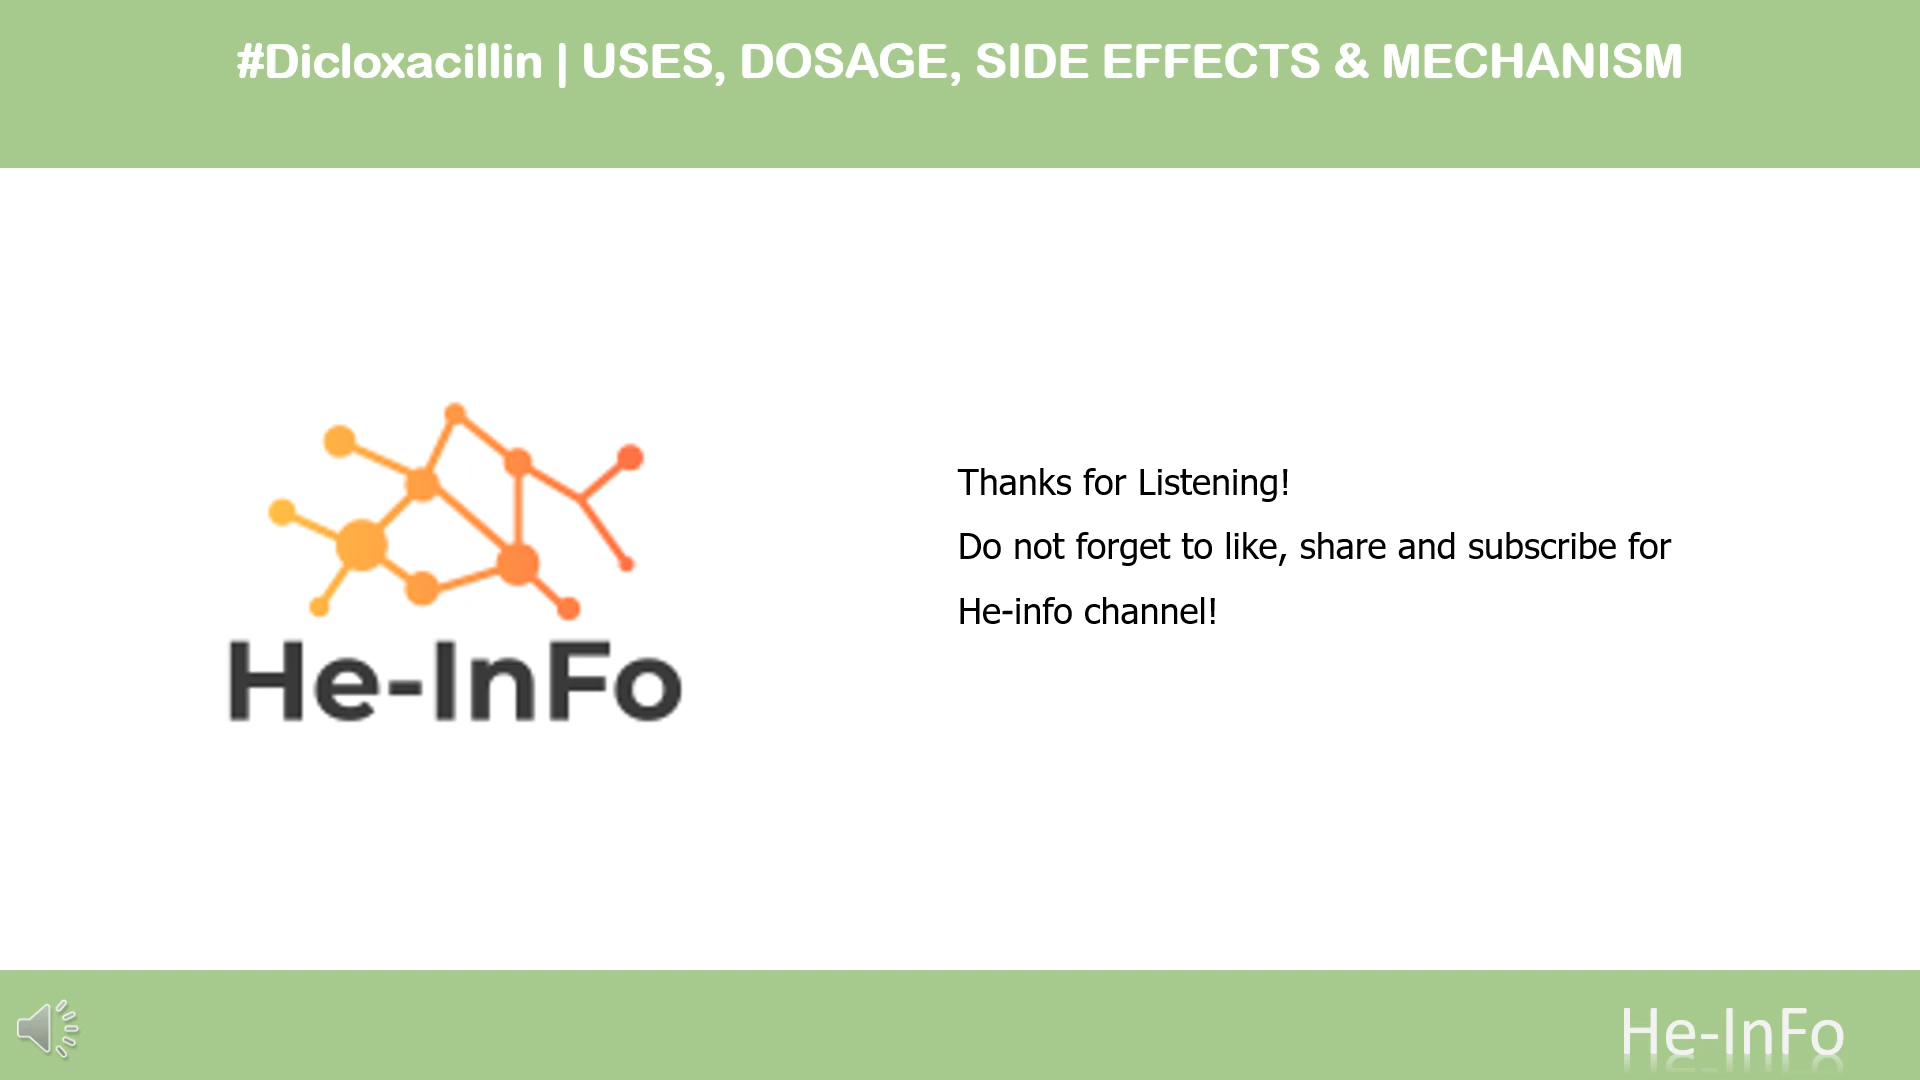 #Dicloxacillin | USES, DOSAGE, SIDE EFFECTS & MECHANISM
He-InFo
Thanks for Listening!
Do not forget to like, share and subscribe for
He-info channel!
He-InFo